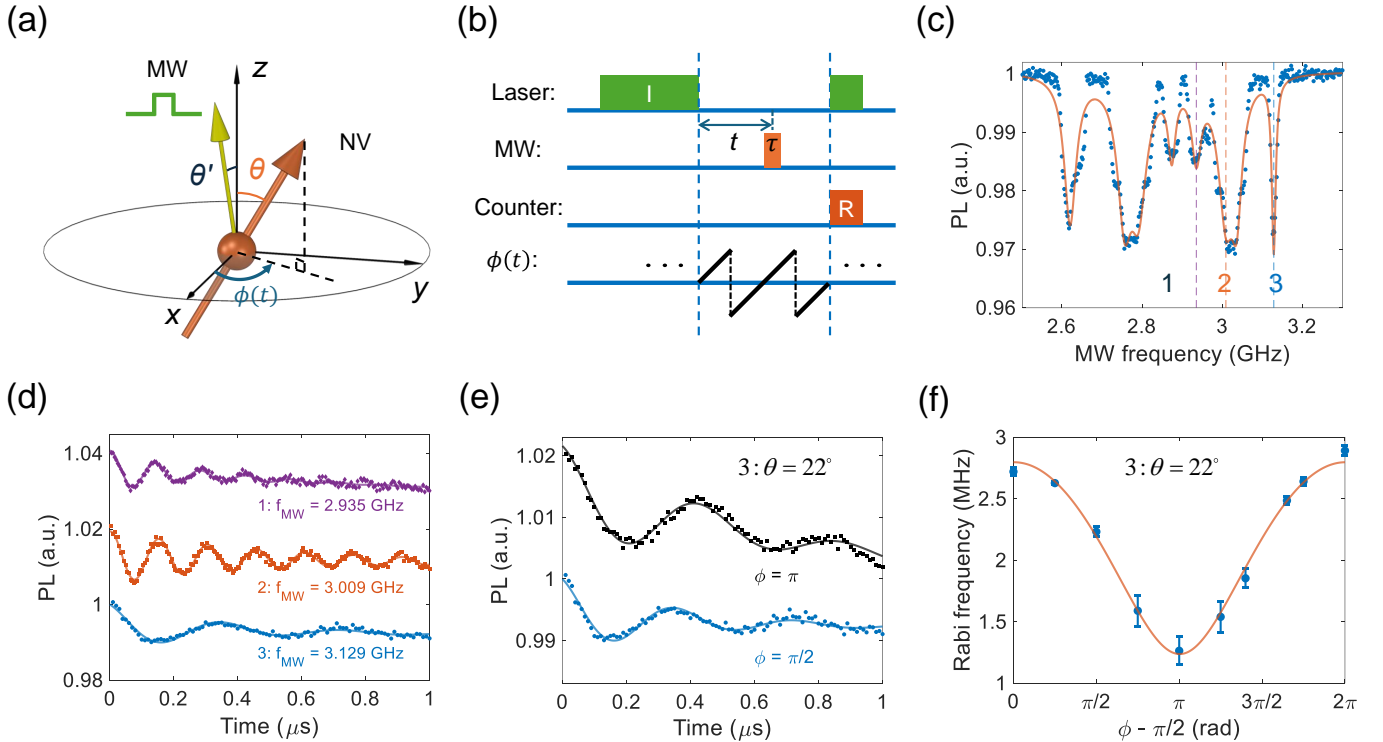 (a)
MW
z
NV
θ'
θ
ϕ(t)
x
y
(b)
Laser:
I
t
τ
MW:
Counter:
R
ϕ(t):
. . .
. . .
(c)
PL (a.u.)
1
0.99
0.98
0.97
0.96
1
2
3
2.6
2.8
3
3.2
MW frequency (GHz)
(d)
PL (a.u.)
1.04
1.02
1
0.98
1: fMW = 2.935 GHz
2: fMW = 3.009 GHz
3: fMW = 3.129 GHz
0
0.2
0.4
0.6
0.8
1
Time (μs)
(e)
PL (a.u.)
1.02
1.01
1
0.99
3: θ = 22°
ϕ = π
ϕ = π/2
0
0.2
0.4
0.6
0.8
1
Time (μs)
(f)
Rabi frequency (MHz)
3
2.5
2
1.5
1
3: θ = 22°
0
π/2
π
3π/2
2π
ϕ - π/2 (rad)